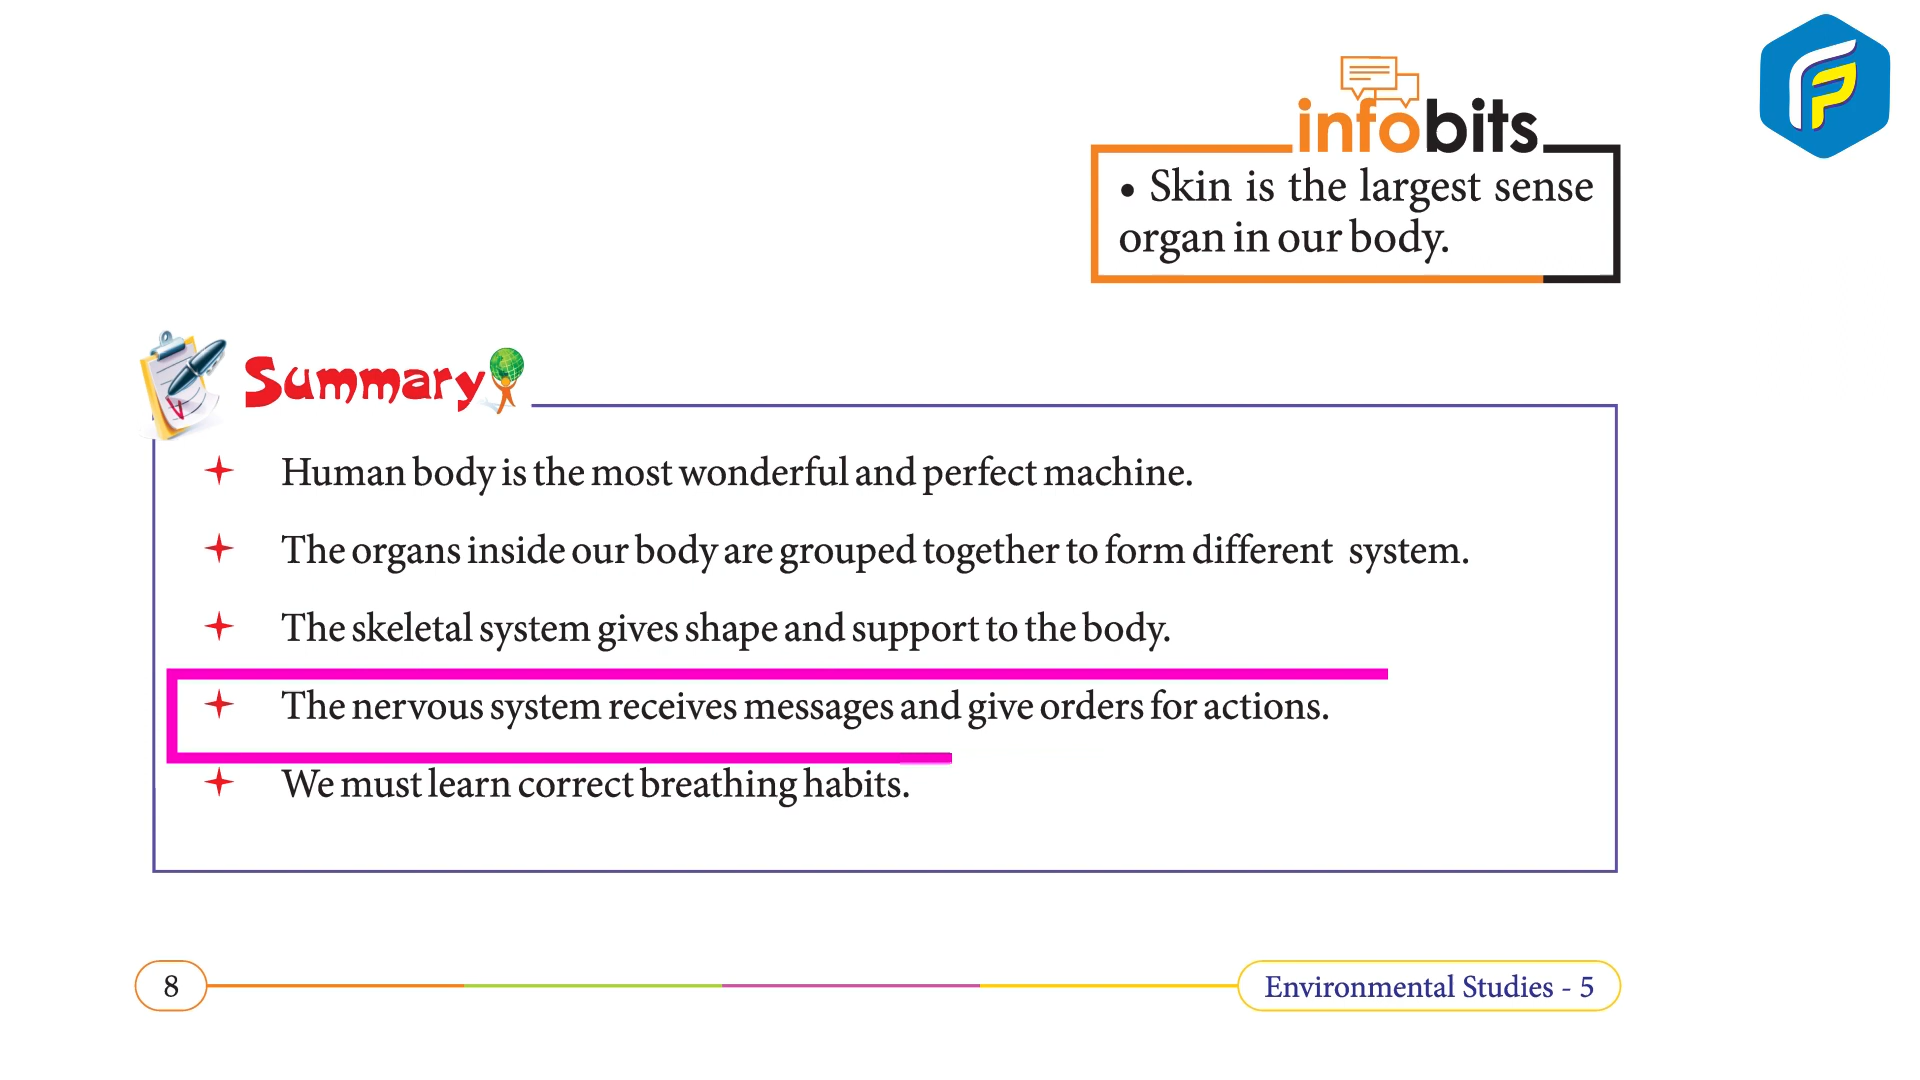 infobits
• Skin is the largest sense
organ in our body.
Summary
Human body is the most wonderful and perfect machine.
The organs inside our body are grouped together to form different system.
The skeletal system gives shape and support to the body.
The nervous system receives messages and give orders for actions.
We must learn correct breathing habits.
8
Environmental Studies - 5